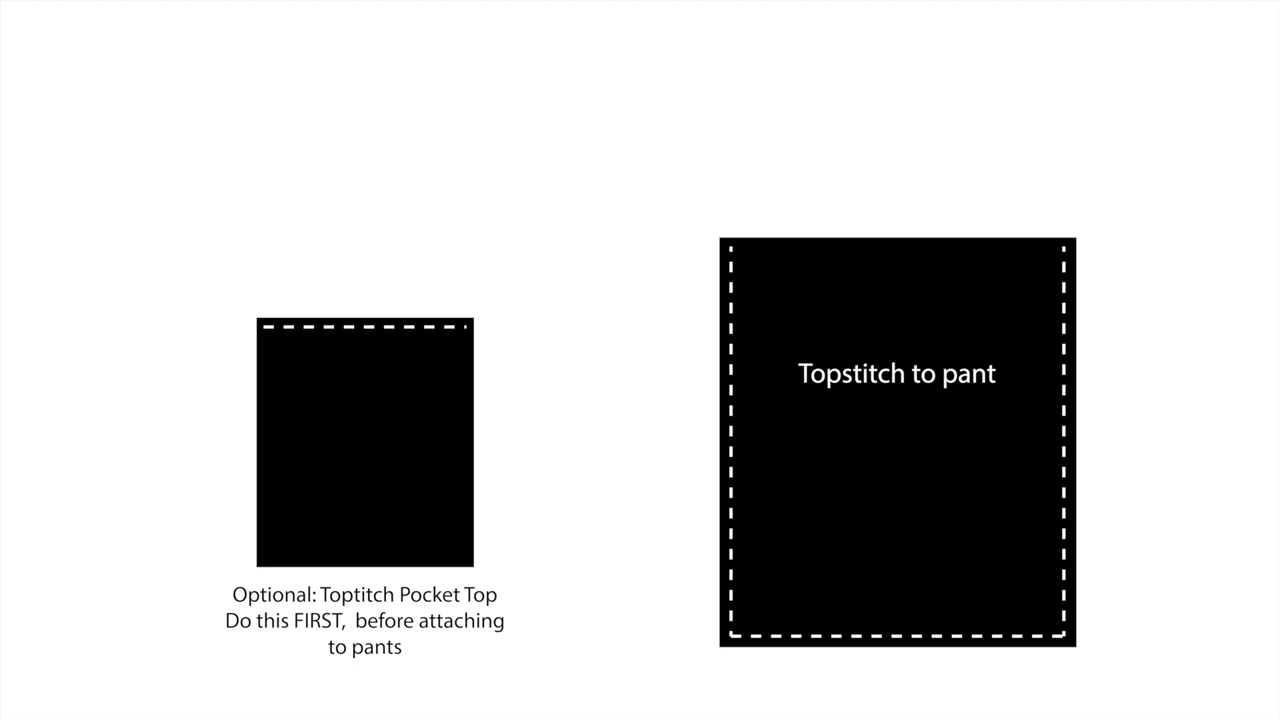 Topstitch to pant
Optional: Toptitch Pocket Top
Do this FIRST,  before attaching
to pants